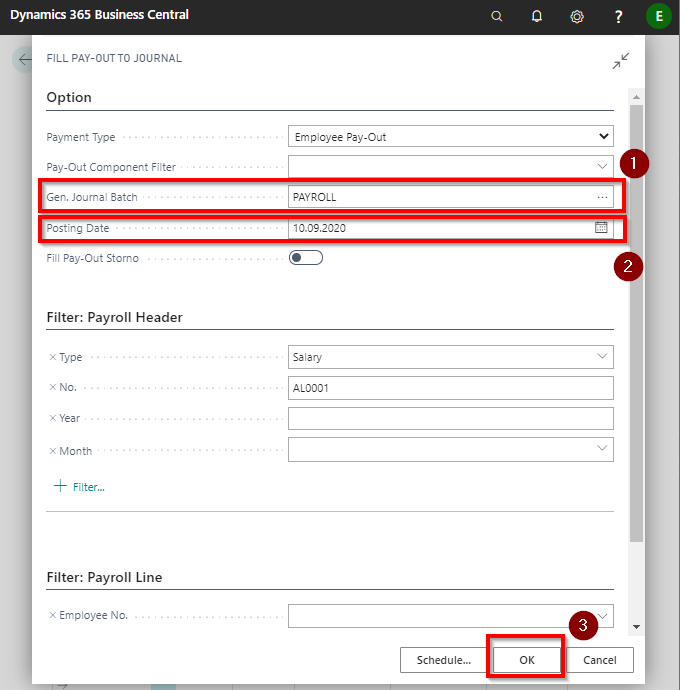 Dynamics 365 Business Central
?
E
FILL PAY-OUT TO JOURNAL
Option
Payment Type Employee Pay-Out
Pay-Out Component Filter
1
Gen. Journal Batch PAYROLL ...
Posting Date 10.09.2020
Fill Pay-Out Storno
2
Filter: Payroll Header
× Type Salary
× No. AL0001
× Year
× Month
+ Filter...
Filter: Payroll Line
× Employee No.
3
Schedule... OK Cancel